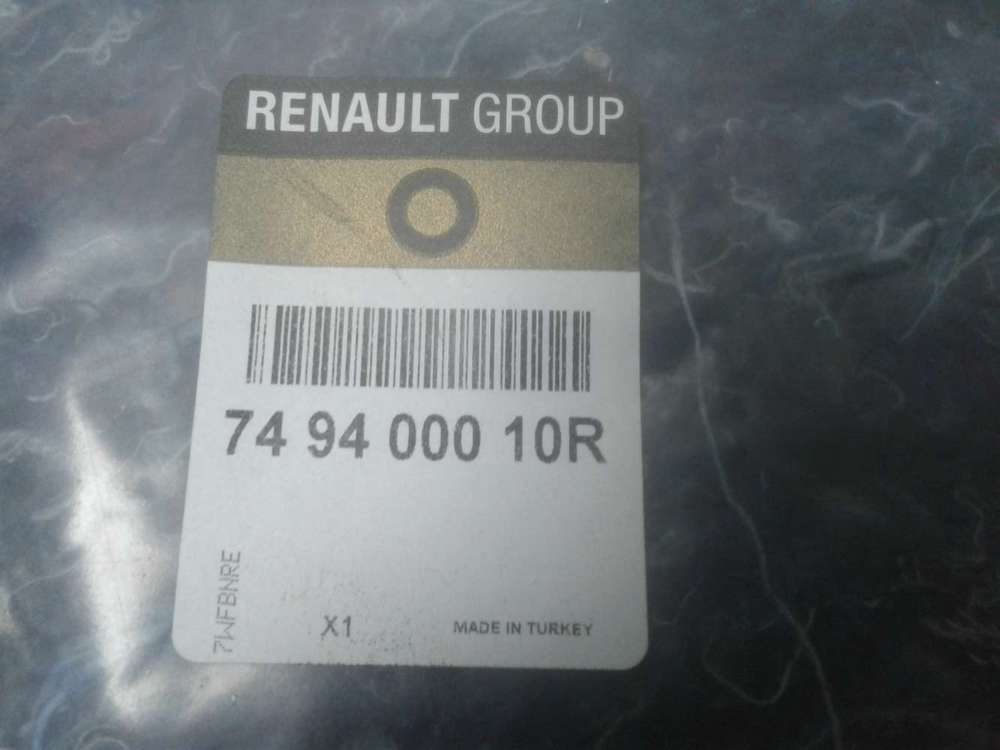 RENAULT GROUP
74 94 000 10R
7WFBNRE
X1
MADE IN TURKEY